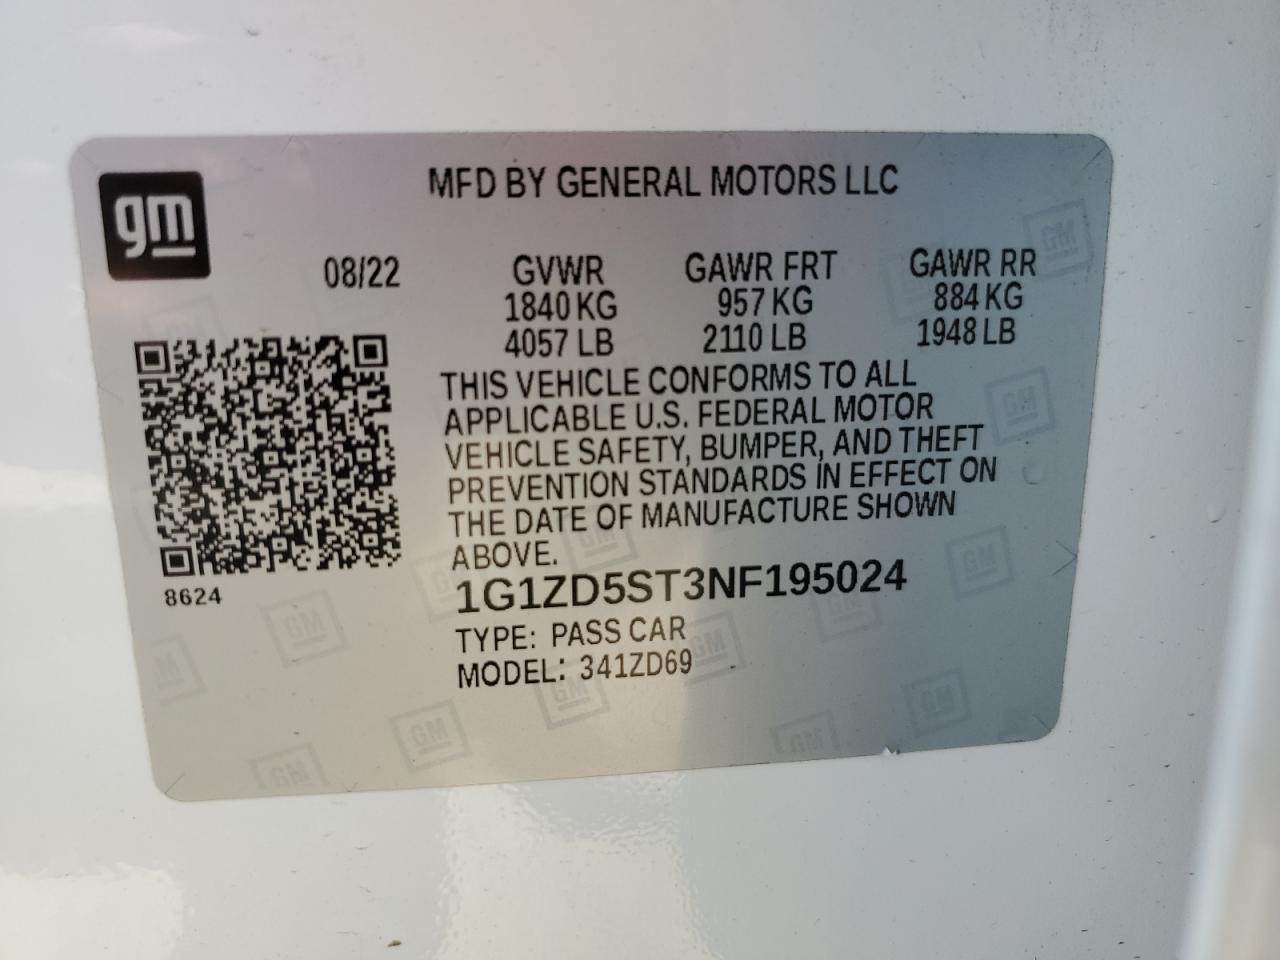 gm
MFD BY GENERAL MOTORS LLC
08/22 GVWR GAWR FRT GAWR RR
1840 KG 957 KG 884 KG
4057 LB 2110 LB 1948 LB
THIS VEHICLE CONFORMS TO ALL
APPLICABLE U.S. FEDERAL MOTOR
VEHICLE SAFETY, BUMPER, AND THEFT
PREVENTION STANDARDS IN EFFECT ON
THE DATE OF MANUFACTURE SHOWN
ABOVE.
8624
1G1ZD5ST3NF195024
TYPE: PASS CAR
MODEL: 341ZD69